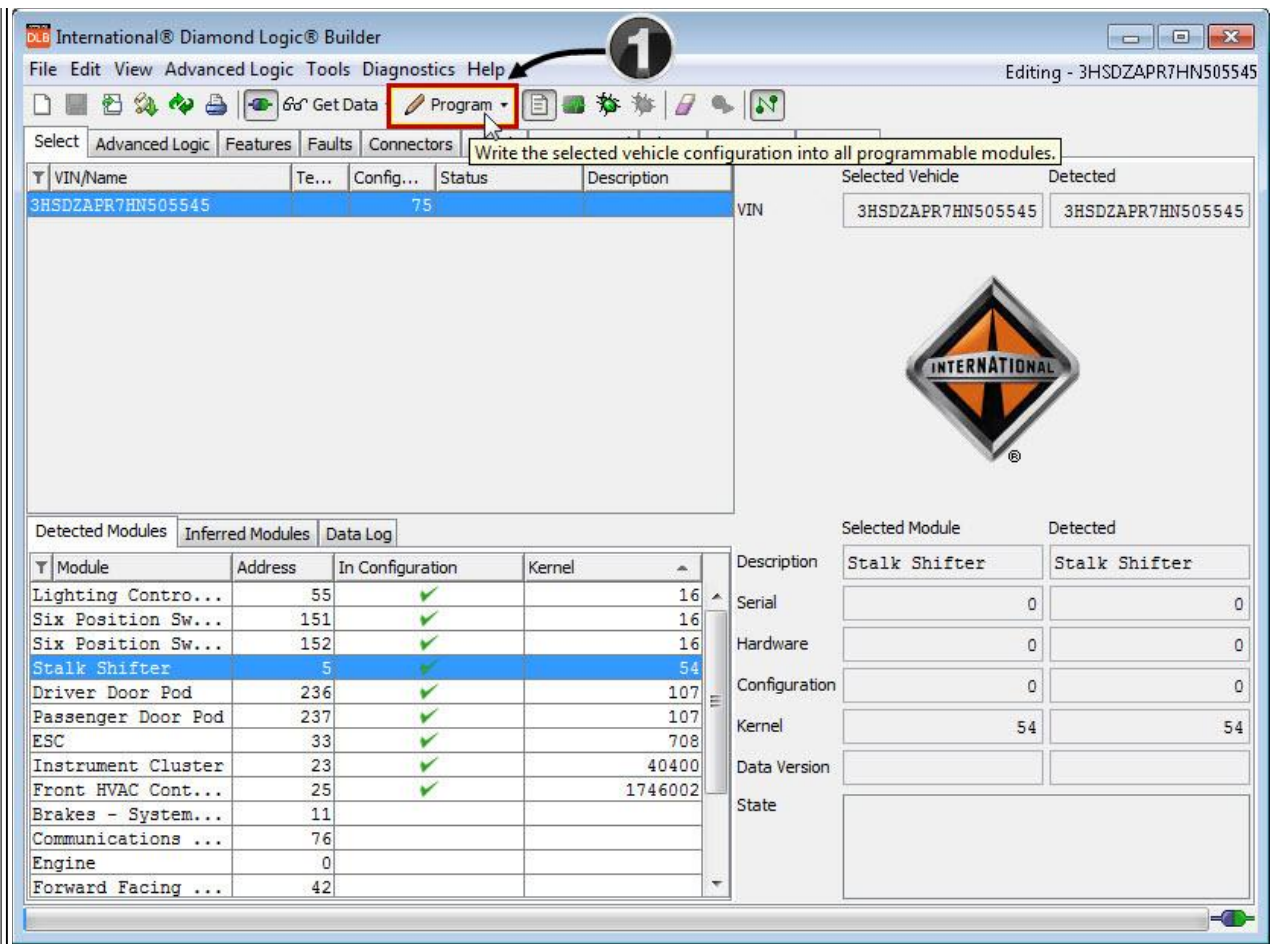 DLB International® Diamond Logic® Builder
1
File Edit View Advanced Logic Tools Diagnostics Help
Editing - 3HSDZAPR7HN505545
Get Data Program
Select Advanced Logic Features Faults Connectors
Write the selected vehicle configuration into all programmable modules.
VIN/Name Te... Config... Status Description
Selected Vehicle Detected
3HSDZAPR7HN505545 75
VIN 3HSDZAPR7HN505545 3HSDZAPR7HN505545
INTERNATIONAL
®
Detected Modules Inferred Modules Data Log
Selected Module Detected
Module Address In Configuration Kernel
Description Stalk Shifter Stalk Shifter
Lighting Contro... 55 ✔ 16
Serial 0 0
Six Position Sw... 151 ✔ 16
Six Position Sw... 152 ✔ 16
Hardware 0 0
Stalk Shifter 5 ✔ 54
Configuration 0 0
Driver Door Pod 236 ✔ 107
Passenger Door Pod 237 ✔ 107
Kernel 54 54
ESC 33 ✔ 708
Instrument Cluster 23 ✔ 40400
Data Version
Front HVAC Cont... 25 ✔ 1746002
State
Brakes - System... 11
Communications ... 76
Engine 0
Forward Facing ... 42